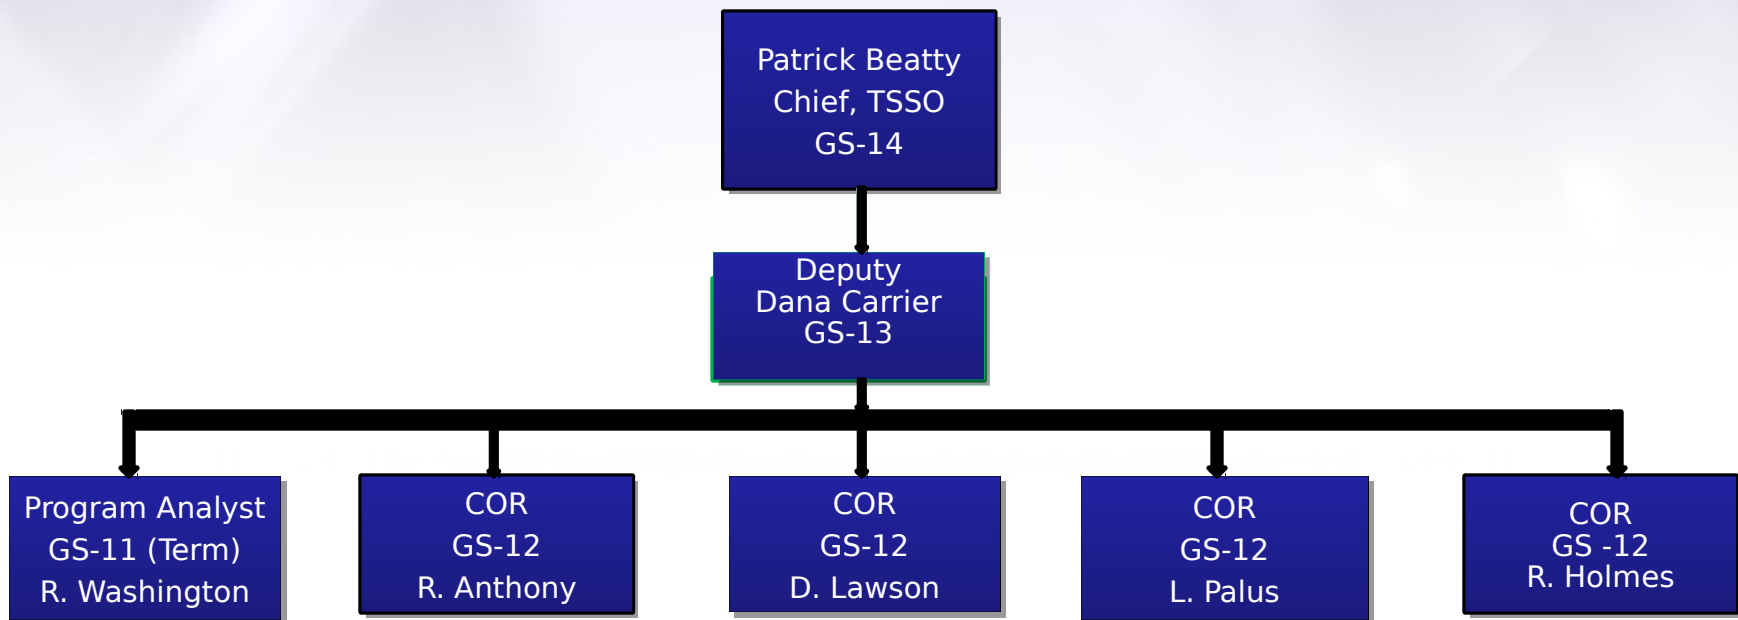 Patrick Beatty
Chief, TSSO
GS-14
Deputy
Dana Carrier
GS-13
Program Analyst
GS-11 (Term)
R. Washington
COR
GS-12
R. Anthony
COR
GS-12
D. Lawson
COR
GS-12
L. Palus
COR
GS -12
R. Holmes